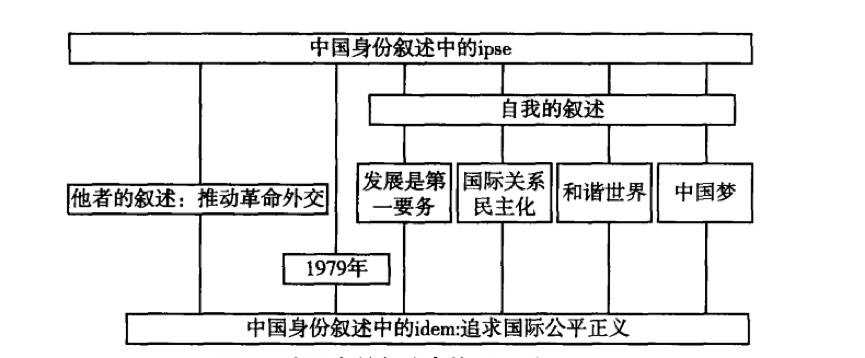 中国身份叙述中的ipse
自我的叙述
他者的叙述：推动革命外交
发展是第
一要务
国际关系
民主化
和谐世界
中国梦
1979年
中国身份叙述中的idem:追求国际公平正义